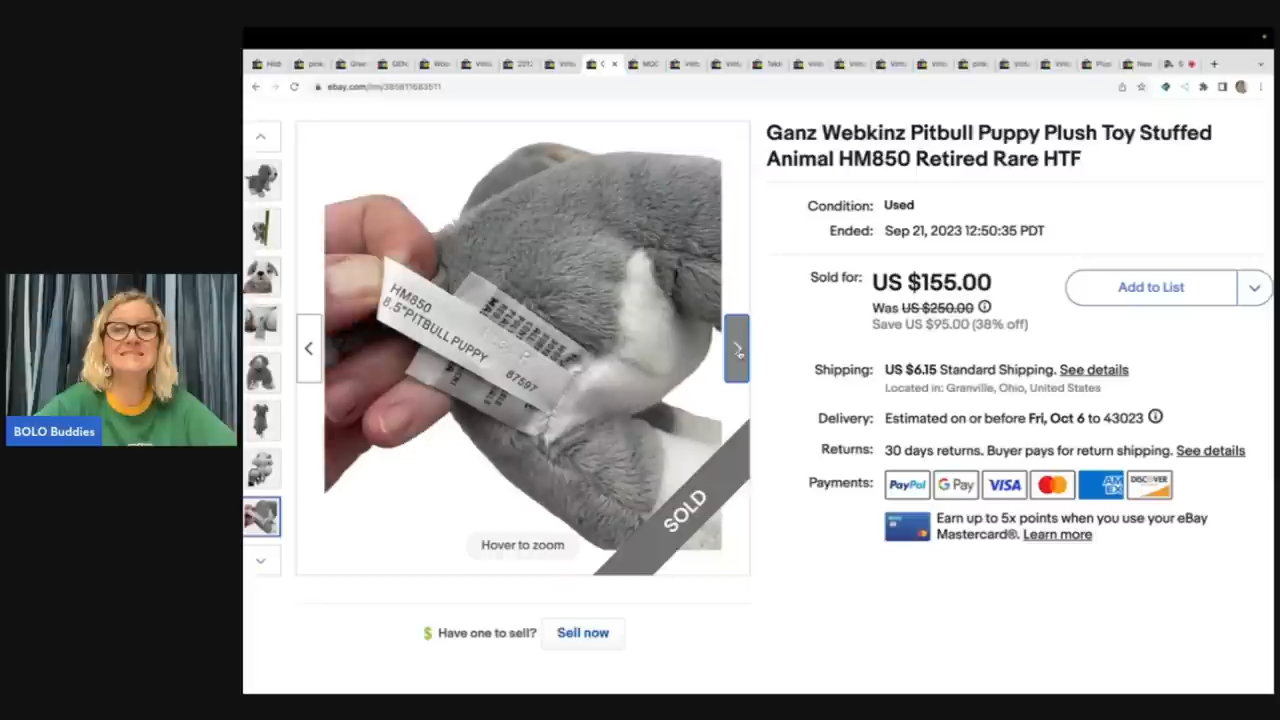 ebay.com/itm/385811683511
Ganz Webkinz Pitbull Puppy Plush Toy Stuffed
Animal HM850 Retired Rare HTF
Condition: Used
Ended: Sep 21, 2023 12:50:35 PDT
Sold for: US $155.00
Was US $250.00
Save US $95.00 (38% off)
Add to List
Shipping: US $6.15 Standard Shipping. See details
Located in: Granville, Ohio, United States
Delivery: Estimated on or before Fri, Oct 6 to 43023
Returns: 30 days returns. Buyer pays for return shipping. See details
Payments: PayPal G Pay VISA AM EX DISCOVER
Earn up to 5x points when you use your eBay
Mastercard®. Learn more
HM850
8.5"PITBULL PUPPY
87597
SOLD
Hover to zoom
Have one to sell? Sell now
BOLO Buddies